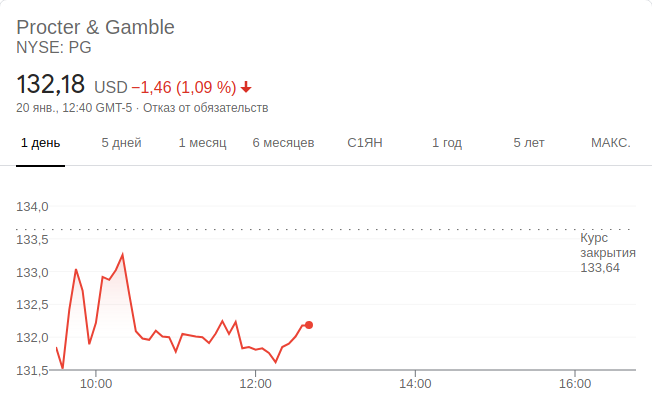 Procter & Gamble
NYSE: PG
132,18 USD −1,46 (1,09 %)
20 янв., 12:40 GMT-5 · Отказ от обязательств
1 день 5 дней 1 месяц 6 месяцев С1ЯН 1 год 5 лет МАКС.
134,0
133,5
133,0
132,5
132,0
131,5
Курс
закрытия
133,64
10:00 12:00 14:00 16:00